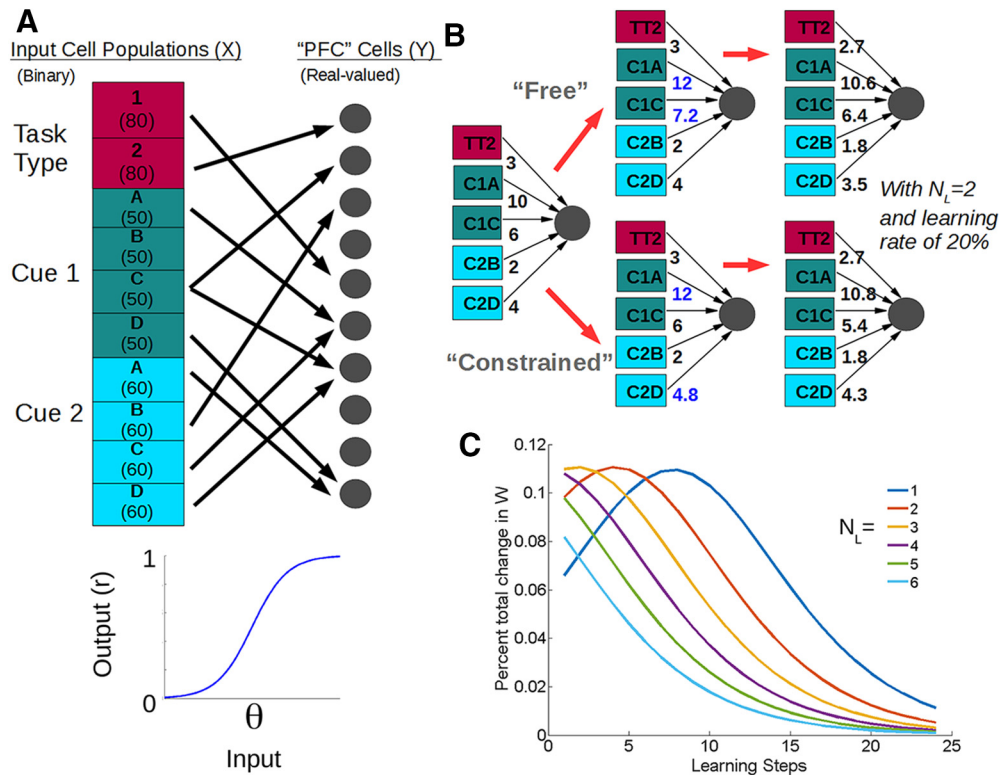 A
Input Cell Populations (X)
(Binary)
"PFC" Cells (Y)
(Real-valued)
Task
Type
Cue 1
Cue 2
1
(80)
2
(80)
A
(50)
B
(50)
C
(50)
D
(50)
A
(60)
B
(60)
C
(60)
D
(60)
Output (r)
1
0
θ
Input
B
TT2
C1A
C1C
C2B
C2D
3
10
6
2
4
"Free"
TT2
C1A
C1C
C2B
C2D
3
12
7.2
2
4
TT2
C1A
C1C
C2B
C2D
2.7
10.6
6.4
1.8
3.5
"Constrained"
TT2
C1A
C1C
C2B
C2D
3
12
6
2
4.8
TT2
C1A
C1C
C2B
C2D
2.7
10.8
5.4
1.8
4.3
With NL=2
and learning
rate of 20%
C
Percent total change in W
0.12
0.1
0.08
0.06
0.04
0.02
0
0 5 10 15 20 25
Learning Steps
NL=
1
2
3
4
5
6